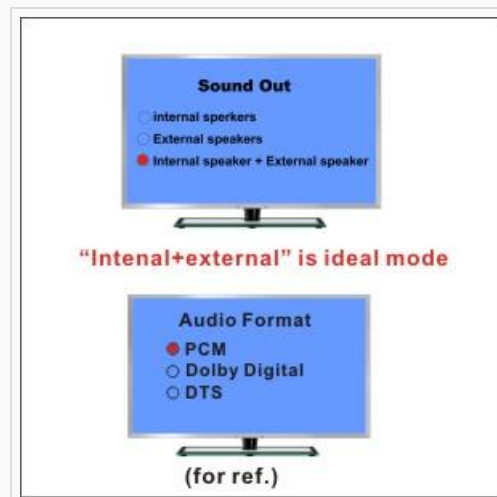 Sound Out
internal sperkers
External speakers
Internal speaker + External speaker
“Intenal+external” is ideal mode
Audio Format
PCM
Dolby Digital
DTS
(for ref.)